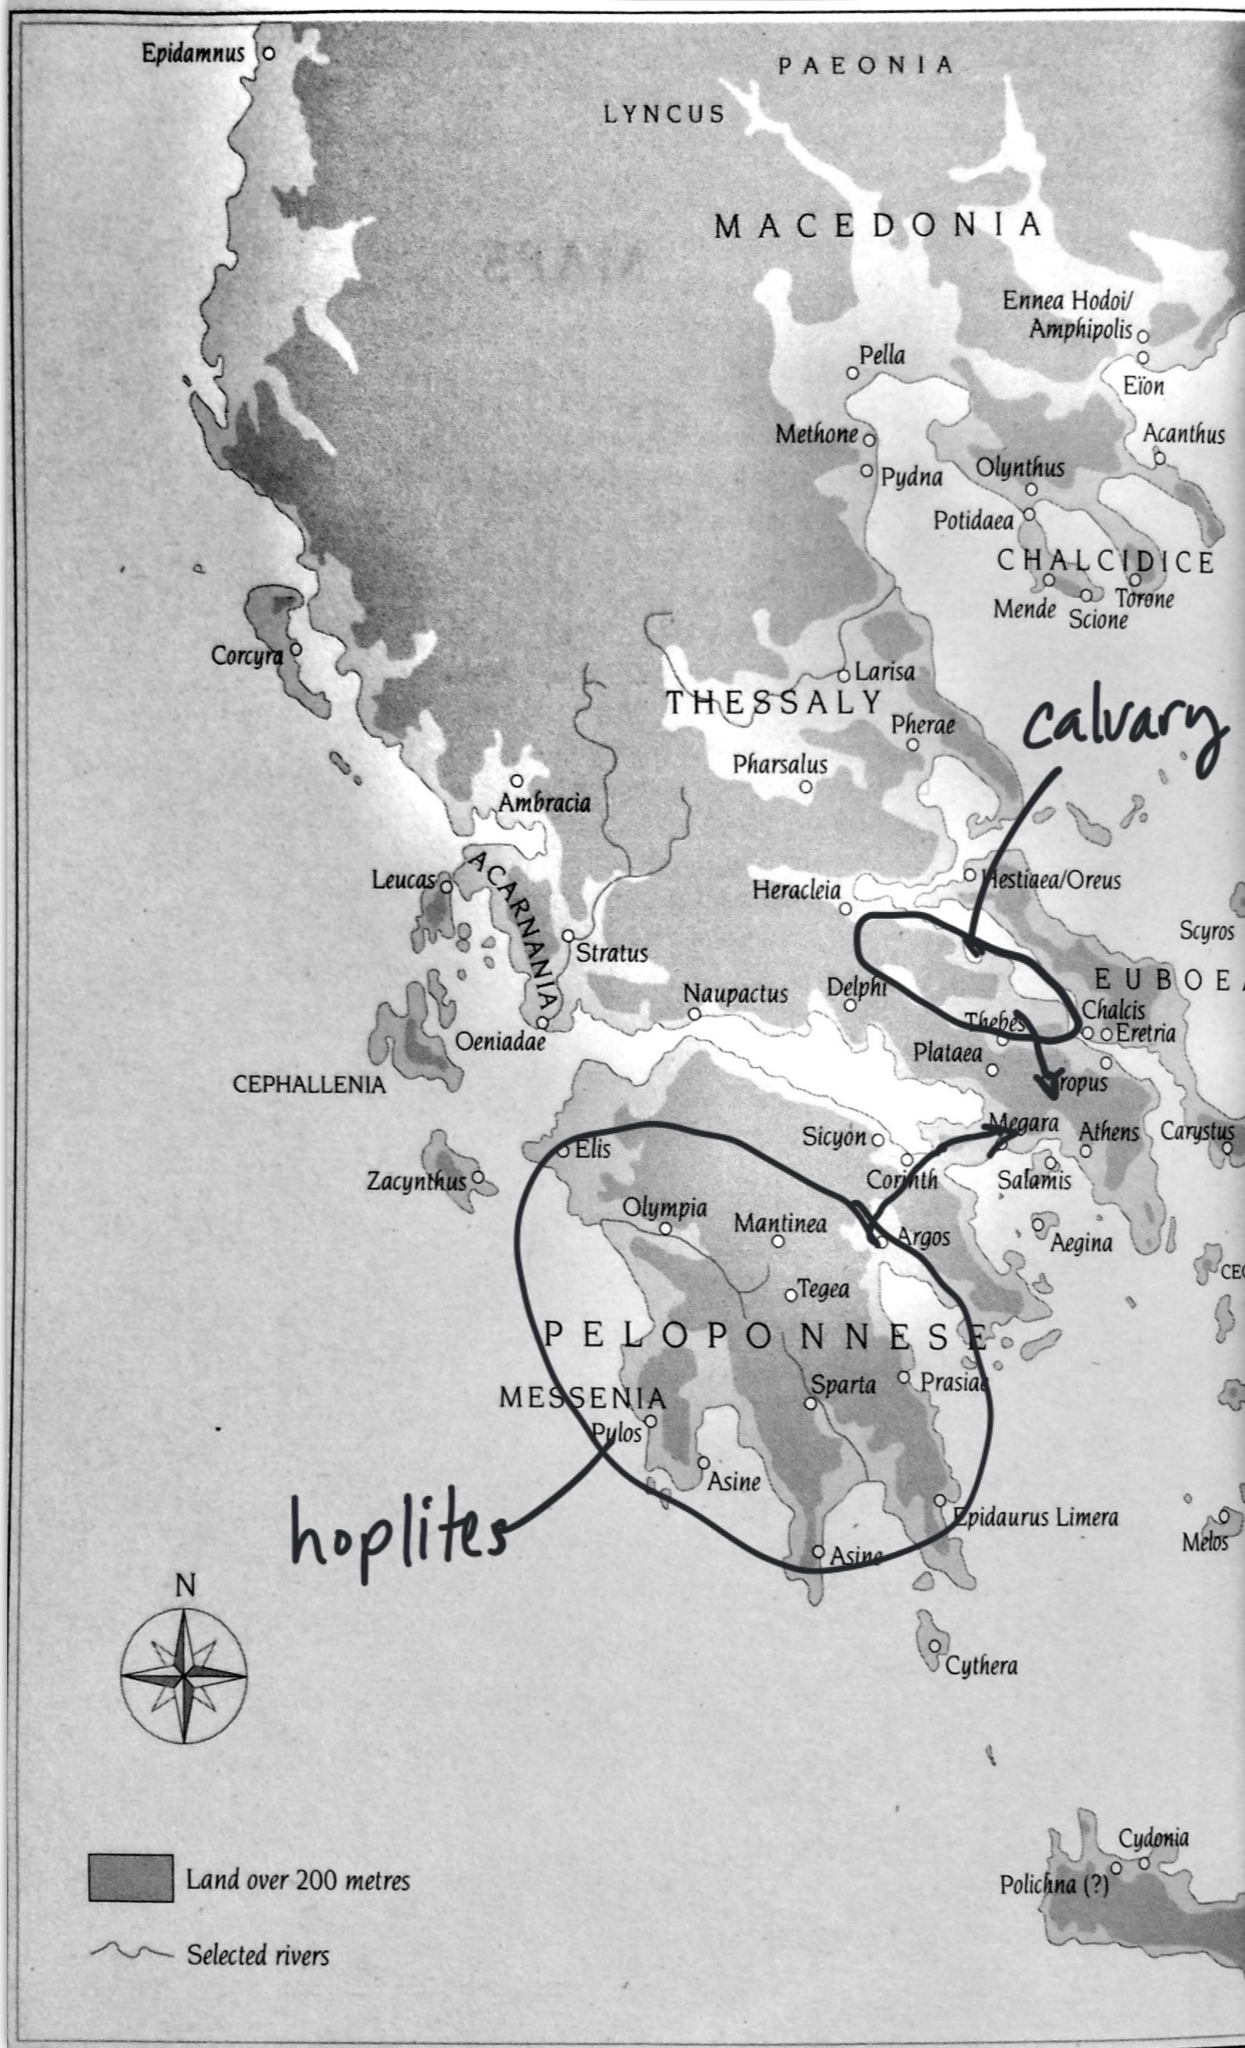 Epidamnus
PAEONIA
LYNCUS
MACEDONIA
Ennea Hodoi/
Amphipolis
Pella
Eïon
Methone
Acanthus
Pydna
Olynthus
Potidaea
CHALCIDICE
Mende
Scione
Torone
Corcyra
Larisa
THESSALY
calvary
Pherae
Pharsalus
Ambracia
Leucas
ACARNANIA
Heracleia
Hestiaea/Oreus
Scyros
Stratus
EUBOEA
Naupactus
Delphi
Chalcis
Thebes
Eretria
Oeniadae
Plataea
CEPHALLENIA
Oropus
Megara
Sicyon
Athens
Carystus
Elis
Zacynthus
Corinth
Salamis
Olympia
Mantinea
Argos
Aegina
CEO
Tegea
PELOPONNESE
Sparta
Prasiae
MESSENIA
Pylos
Asine
hoplites
Epidaurus Limera
Melos
Asine
N
Cythera
Cydonia
Polichna (?)
Land over 200 metres
Selected rivers